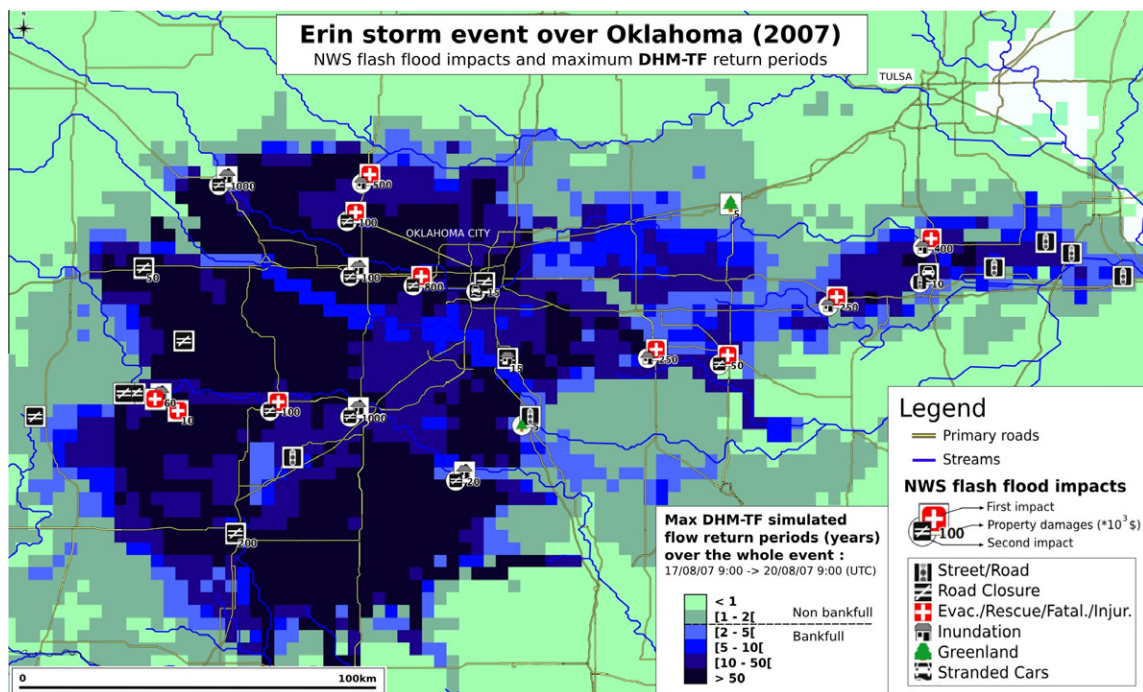 N
Erin storm event over Oklahoma (2007)
NWS flash flood impacts and maximum DHM-TF return periods
TULSA
1000
500
5
100
OKLAHOMA CITY
400
50
100
800
15
10
250
15
250
50
60
10
100
1000
5
20
200
Legend
Primary roads
Streams
NWS flash flood impacts
First impact
Property damages (*10³$)
100
Second impact
Street/Road
Road Closure
Evac./Rescue/Fatal./Injur.
Inundation
Greenland
Stranded Cars
Max DHM-TF simulated
flow return periods (years)
over the whole event :
17/08/07 9:00 -> 20/08/07 9:00 (UTC)
< 1
[1 - 2[
Non bankfull
[2 - 5[
Bankfull
[5 - 10[
[10 - 50[
> 50
0
100km